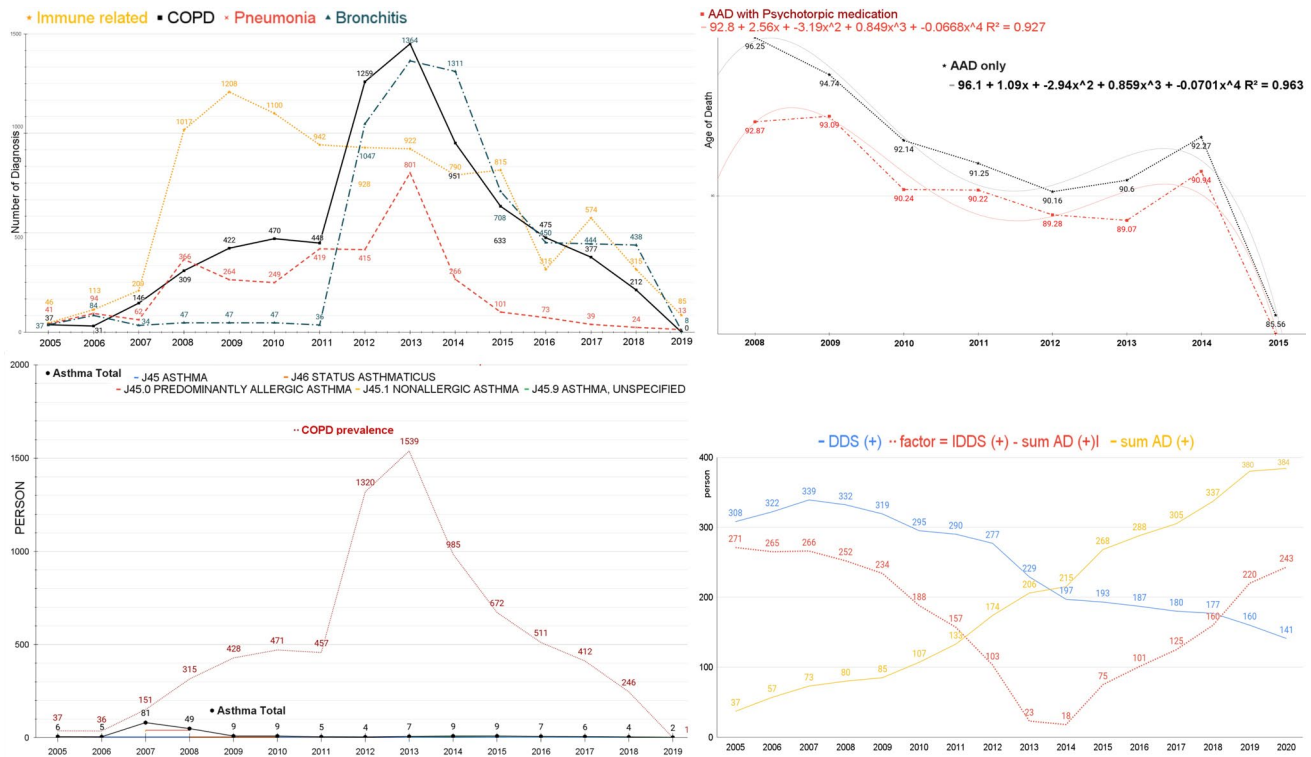 Immune related COPD Pneumonia Bronchitis
Number of Diagnosis
1500
1000
500
0
46 113 209 1017 1208 1100 942 928 922 790 815 315 574 315 85
37 31 146 309 422 470 448 1259 951 633 475 377 212 0
41 94 62 366 264 249 419 415 801 266 101 73 39 24 13
37 84 34 47 47 47 36 1047 1364 1311 708 450 444 438 8
2005 2006 2007 2008 2009 2010 2011 2012 2013 2014 2015 2016 2017 2018 2019
AAD with Psychotorpic medication
92.8 + 2.56x + -3.19x^2 + 0.849x^3 + -0.0668x^4 R² = 0.927
AAD only
96.1 + 1.09x + -2.94x^2 + 0.859x^3 + -0.0701x^4 R² = 0.963
Age of Death
96.25 94.74 92.14 91.25 90.16 90.6 92.27 85.56
92.87 93.09 90.24 90.22 89.28 89.07 90.94
2008 2009 2010 2011 2012 2013 2014 2015
Asthma Total J45 ASTHMA J46 STATUS ASTHMATICUS
J45.0 PREDOMINANTLY ALLERGIC ASTHMA J45.1 NONALLERGIC ASTHMA J45.9 ASTHMA, UNSPECIFIED
COPD prevalence
PERSON
2000
1500
1000
500
0
37 36 151 315 428 471 457 1320 1539 985 672 511 412 246 1
Asthma Total
6 5 81 49 9 9 5 4 7 9 9 7 6 4 2
2005 2006 2007 2008 2009 2010 2011 2012 2013 2014 2015 2016 2017 2018 2019
DDS (+) factor = IDDS (+) - sum AD (+)I sum AD (+)
person
400
300
200
100
0
308 322 339 332 319 295 290 277 229 197 193 187 180 177 160 141
271 265 266 252 234 188 157 103 23 18 75 101 125 160 220 243
37 57 73 80 85 107 133 174 206 215 268 288 305 337 380 384
2005 2006 2007 2008 2009 2010 2011 2012 2013 2014 2015 2016 2017 2018 2019 2020